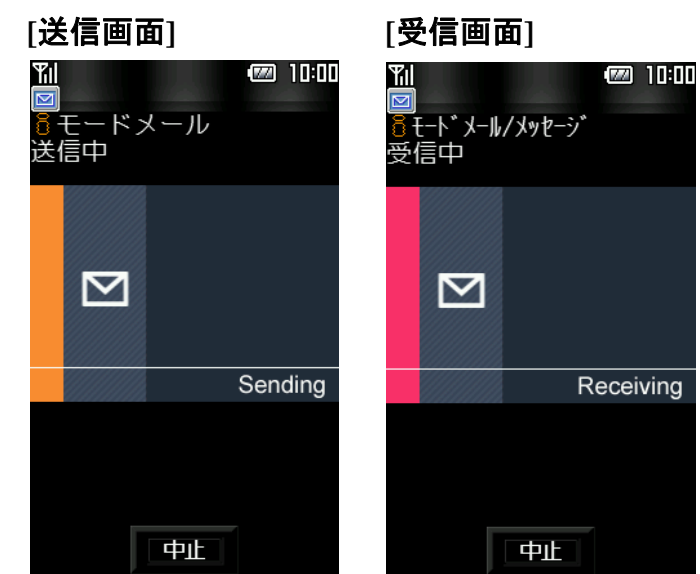 [送信画面]
10:00
iモードメール
送信中
Sending
中止
[受信画面]
10:00
iﾓｰﾄﾞﾒｰﾙ/ﾒｯｾｰｼﾞ
受信中
Receiving
中止